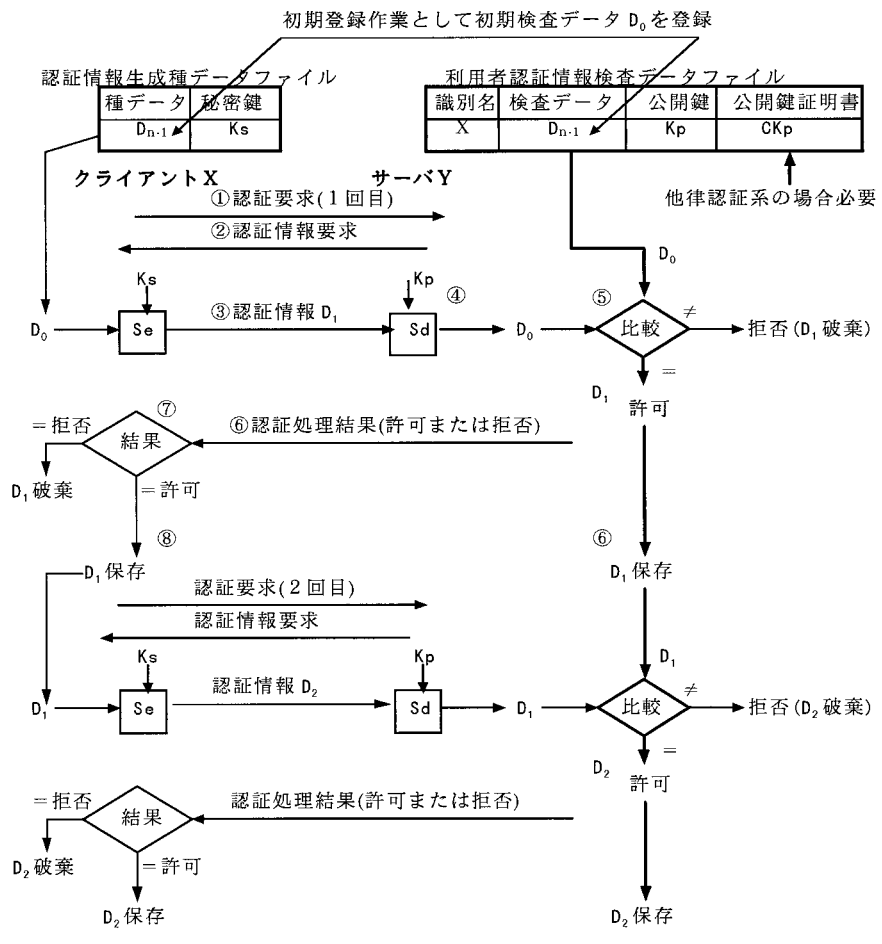 初期登録作業として初期検査データ D₀を登録
認証情報生成種データファイル
利用者認証情報検査データファイル
種データ 秘密鍵
Dn-1 Ks
識別名 検査データ 公開鍵 公開鍵証明書
X Dn-1 Kp CKp
クライアントX サーバY
他律認証系の場合必要
①認証要求(1回目)
②認証情報要求
D₀
Ks Kp ④ ⑤
D₀ Se ③認証情報 D₁ Sd D₀ 比較 ≠ 拒否(D₁破棄)
=
D₁ 許可
⑦
=拒否 結果 ⑥認証処理結果(許可または拒否)
D₁破棄 =許可
⑧ ⑥
D₁保存 D₁保存
認証要求(2回目)
認証情報要求
D₁
Ks Kp
D₁ Se 認証情報 D₂ Sd D₁ 比較 ≠ 拒否(D₂破棄)
=
D₂ 許可
=拒否 結果 認証処理結果(許可または拒否)
D₂破棄 =許可
D₂保存 D₂保存